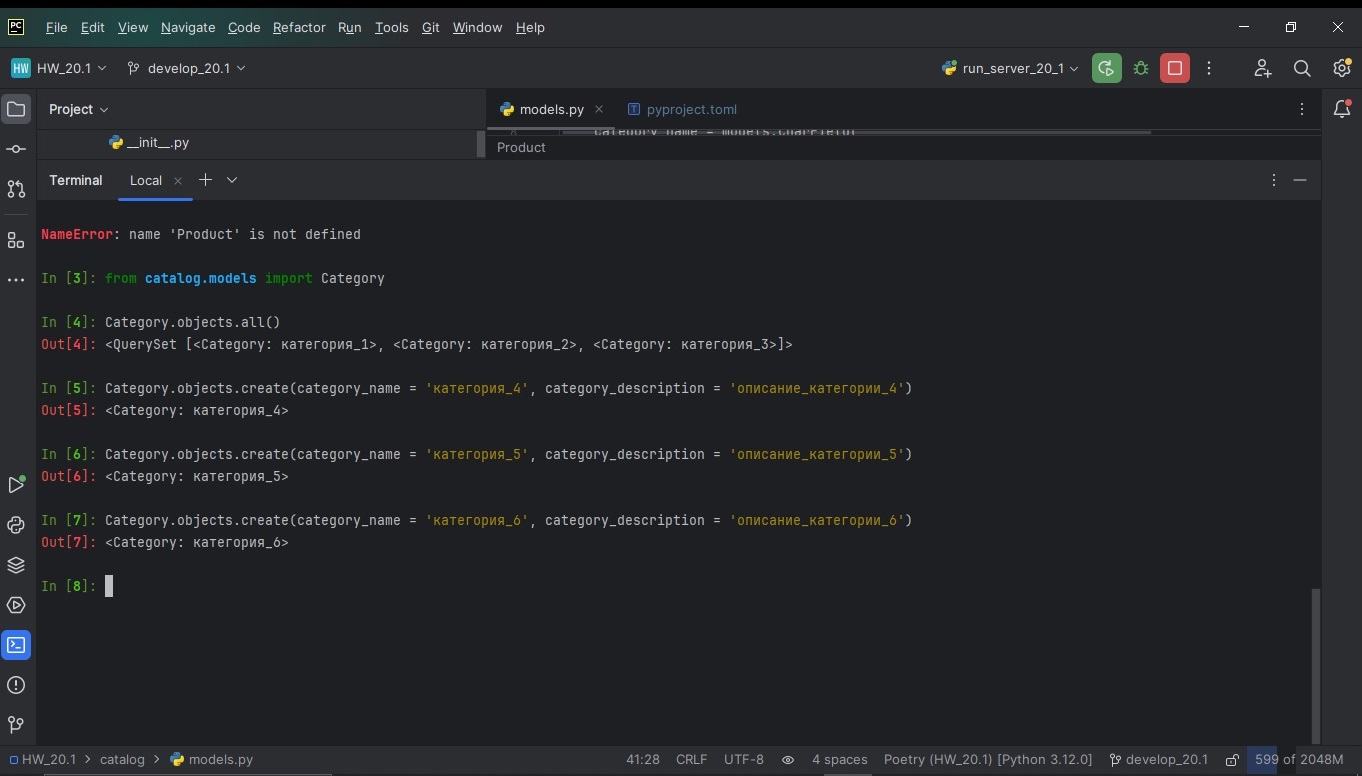 PC File Edit View Navigate Code Refactor Run Tools Git Window Help
HW HW_20.1 develop_20.1 run_server_20_1
Project models.py pyproject.toml
category_name = models.CharField(
__init__.py Product
Terminal Local
NameError: name 'Product' is not defined
In [3]: from catalog.models import Category
In [4]: Category.objects.all()
Out[4]: <QuerySet [<Category: категория_1>, <Category: категория_2>, <Category: категория_3>]>
In [5]: Category.objects.create(category_name = 'категория_4', category_description = 'описание_категории_4')
Out[5]: <Category: категория_4>
In [6]: Category.objects.create(category_name = 'категория_5', category_description = 'описание_категории_5')
Out[6]: <Category: категория_5>
In [7]: Category.objects.create(category_name = 'категория_6', category_description = 'описание_категории_6')
Out[7]: <Category: категория_6>
In [8]:
HW_20.1 > catalog > models.py 41:28 CRLF UTF-8 4 spaces Poetry (HW_20.1) [Python 3.12.0] develop_20.1 599 of 2048M